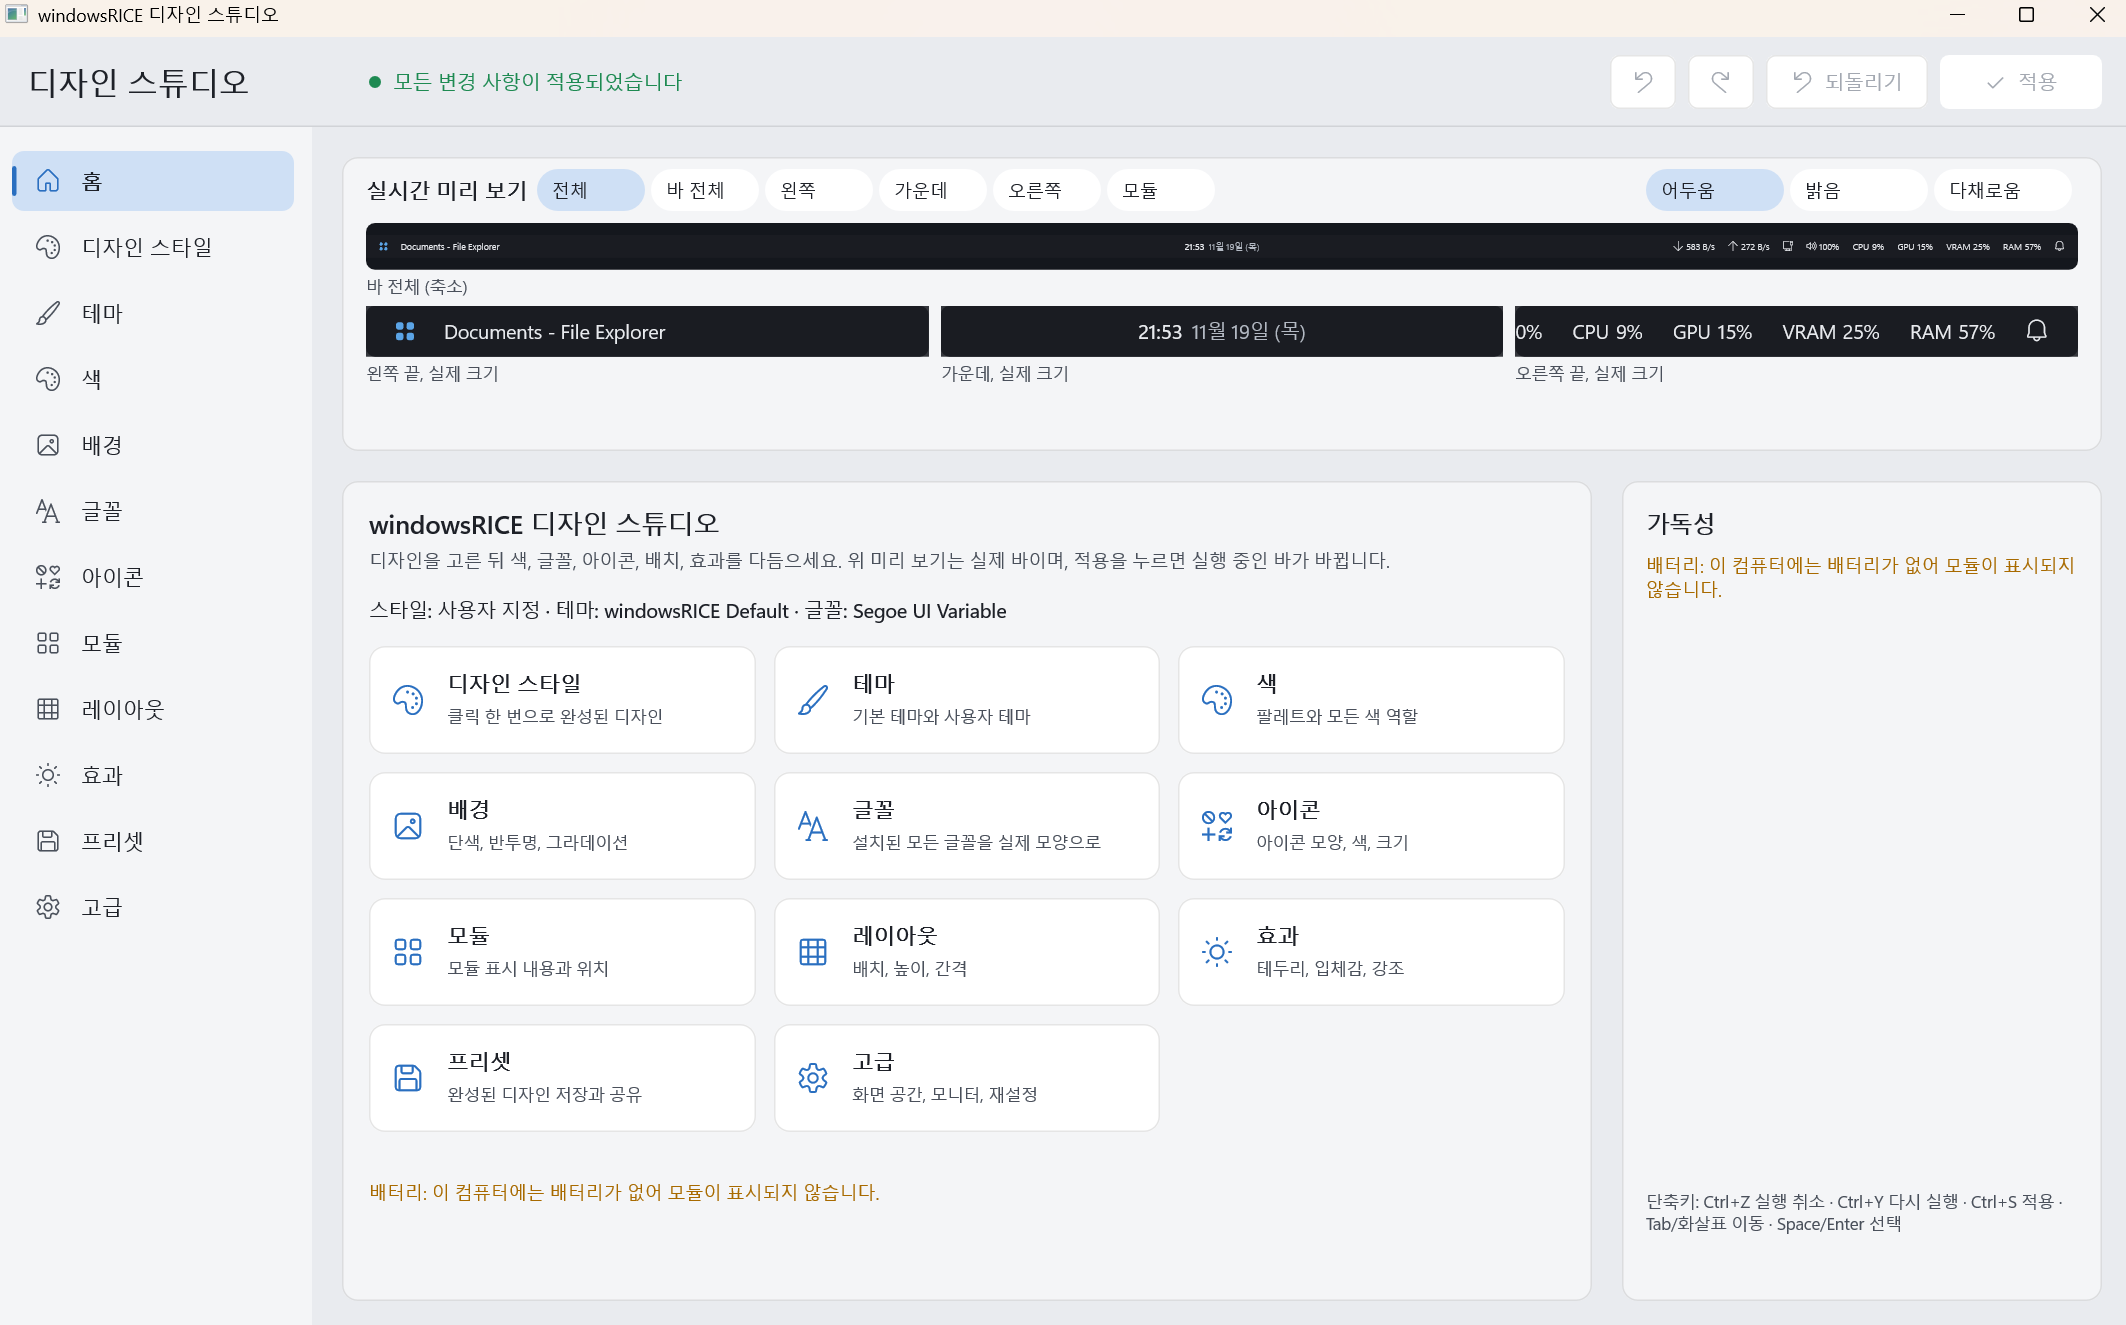 windowsRICE 디자인 스튜디오
디자인 스튜디오
모든 변경 사항이 적용되었습니다
되돌리기
적용
홈
디자인 스타일
테마
색
배경
글꼴
아이콘
모듈
레이아웃
효과
프리셋
고급
실시간 미리 보기
전체
바 전체
왼쪽
가운데
오른쪽
모듈
어두움
밝음
다채로움
Documents - File Explorer
21:53 11월 19일 (목)
583 B/s 272 B/s 100% CPU 9% GPU 15% VRAM 25% RAM 57%
바 전체 (축소)
Documents - File Explorer
21:53 11월 19일 (목)
0% CPU 9% GPU 15% VRAM 25% RAM 57%
왼쪽 끝, 실제 크기
가운데, 실제 크기
오른쪽 끝, 실제 크기
windowsRICE 디자인 스튜디오
디자인을 고른 뒤 색, 글꼴, 아이콘, 배치, 효과를 다듬으세요. 위 미리 보기는 실제 바이며, 적용을 누르면 실행 중인 바가 바뀝니다.
스타일: 사용자 지정 · 테마: windowsRICE Default · 글꼴: Segoe UI Variable
디자인 스타일
클릭 한 번으로 완성된 디자인
테마
기본 테마와 사용자 테마
색
팔레트와 모든 색 역할
배경
단색, 반투명, 그라데이션
글꼴
설치된 모든 글꼴을 실제 모양으로
아이콘
아이콘 모양, 색, 크기
모듈
모듈 표시 내용과 위치
레이아웃
배치, 높이, 간격
효과
테두리, 입체감, 강조
프리셋
완성된 디자인 저장과 공유
고급
화면 공간, 모니터, 재설정
배터리: 이 컴퓨터에는 배터리가 없어 모듈이 표시되지 않습니다.
가독성
배터리: 이 컴퓨터에는 배터리가 없어 모듈이 표시되지
않습니다.
단축키: Ctrl+Z 실행 취소 · Ctrl+Y 다시 실행 · Ctrl+S 적용 ·
Tab/화살표 이동 · Space/Enter 선택